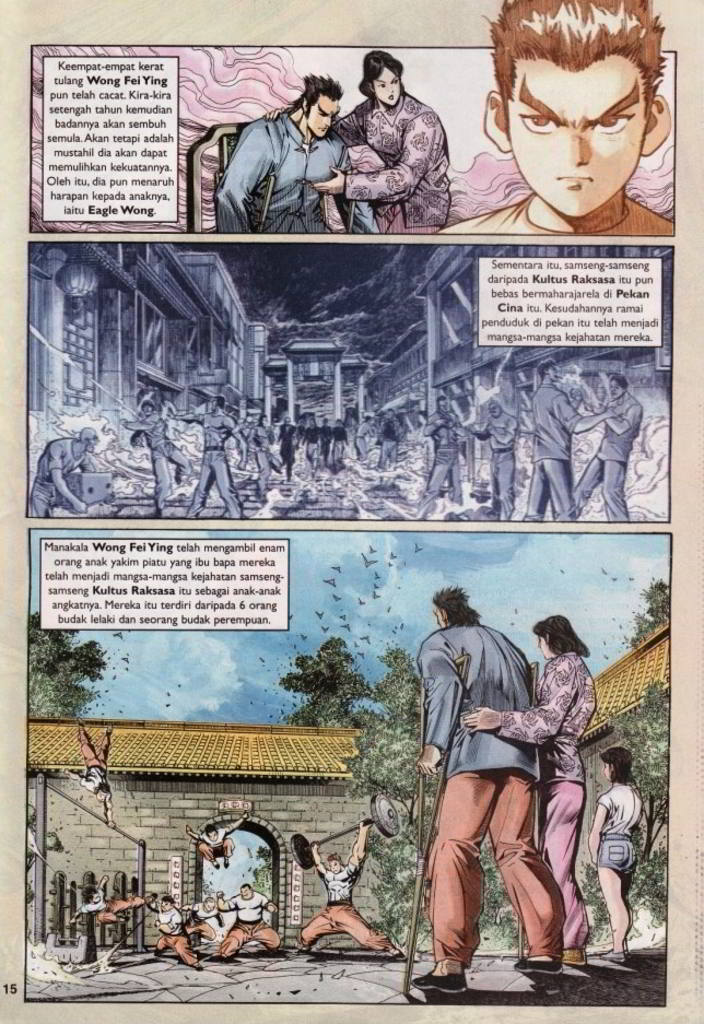 Keempat-empat kerat
tulang Wong Fei Ying
pun telah cacat. Kira-kira
setengah tahun kemudian
badannya akan sembuh
semula. Akan tetapi adalah
mustahil dia akan dapat
memulihkan kekuatannya.
Oleh itu, dia pun menaruh
harapan kepada anaknya,
iaitu Eagle Wong.
Sementara itu, samseng-samseng
daripada Kultus Raksasa itu pun
bebas bermaharajarela di Pekan
Cina itu. Kesudahannya ramai
penduduk di pekan itu telah menjadi
mangsa-mangsa kejahatan mereka.
Manakala Wong Fei Ying telah mengambil enam
orang anak yakim piatu yang ibu bapa mereka
telah menjadi mangsa-mangsa kejahatan samseng-
samseng Kultus Raksasa itu sebagai anak-anak
angkatnya. Mereka itu terdiri daripada 6 orang
budak lelaki dan seorang budak perempuan.
15